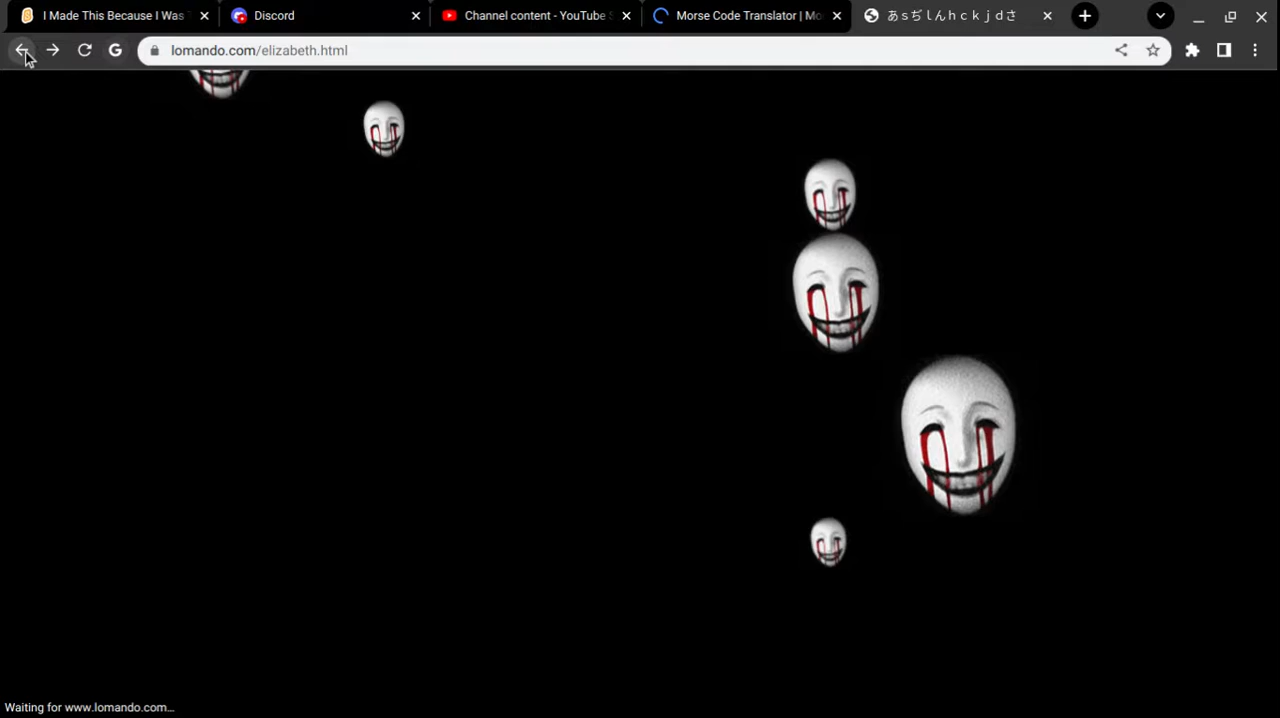 I Made This Because I Was
Discord
Channel content - YouTube
Morse Code Translator | Mo
あｓぢしんｈｃｋｊｄさ
lomando.com/elizabeth.html
Waiting for www.lomando.com…